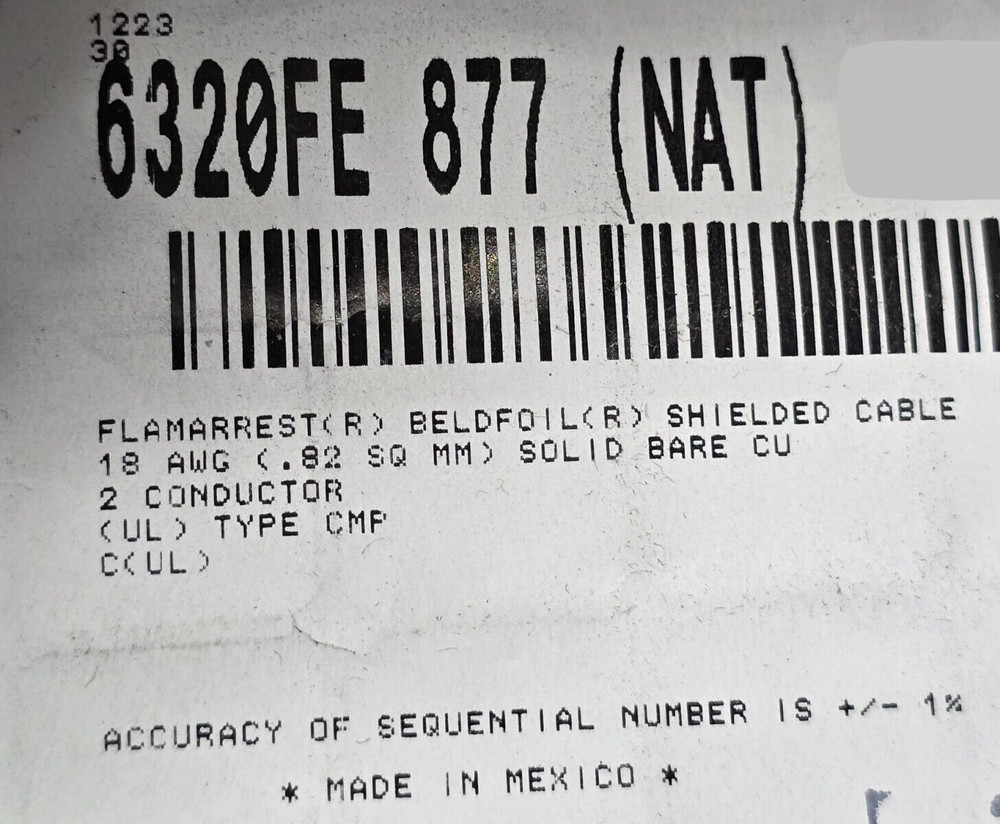 1223
30
6320FE 877 (NAT)
FLAMARREST(R) BELDFOIL(R) SHIELDED CABLE
18 AWG (.82 SQ MM) SOLID BARE CU
2 CONDUCTOR
(UL) TYPE CMP
C(UL)
ACCURACY OF SEQUENTIAL NUMBER IS +/- 1%
* MADE IN MEXICO *